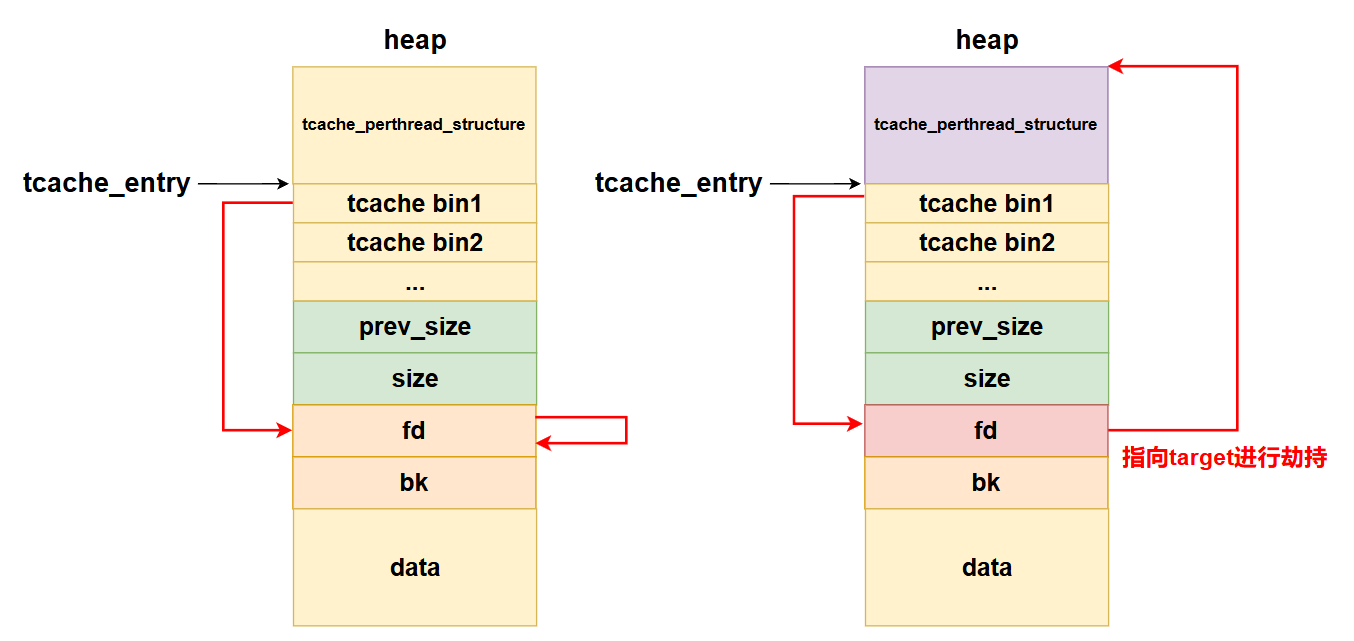 heap
tcache_perthread_structure
tcache_entry
tcache bin1
tcache bin2
...
prev_size
size
fd
bk
data
heap
tcache_perthread_structure
tcache_entry
tcache bin1
tcache bin2
...
prev_size
size
fd
指向target进行劫持
bk
data